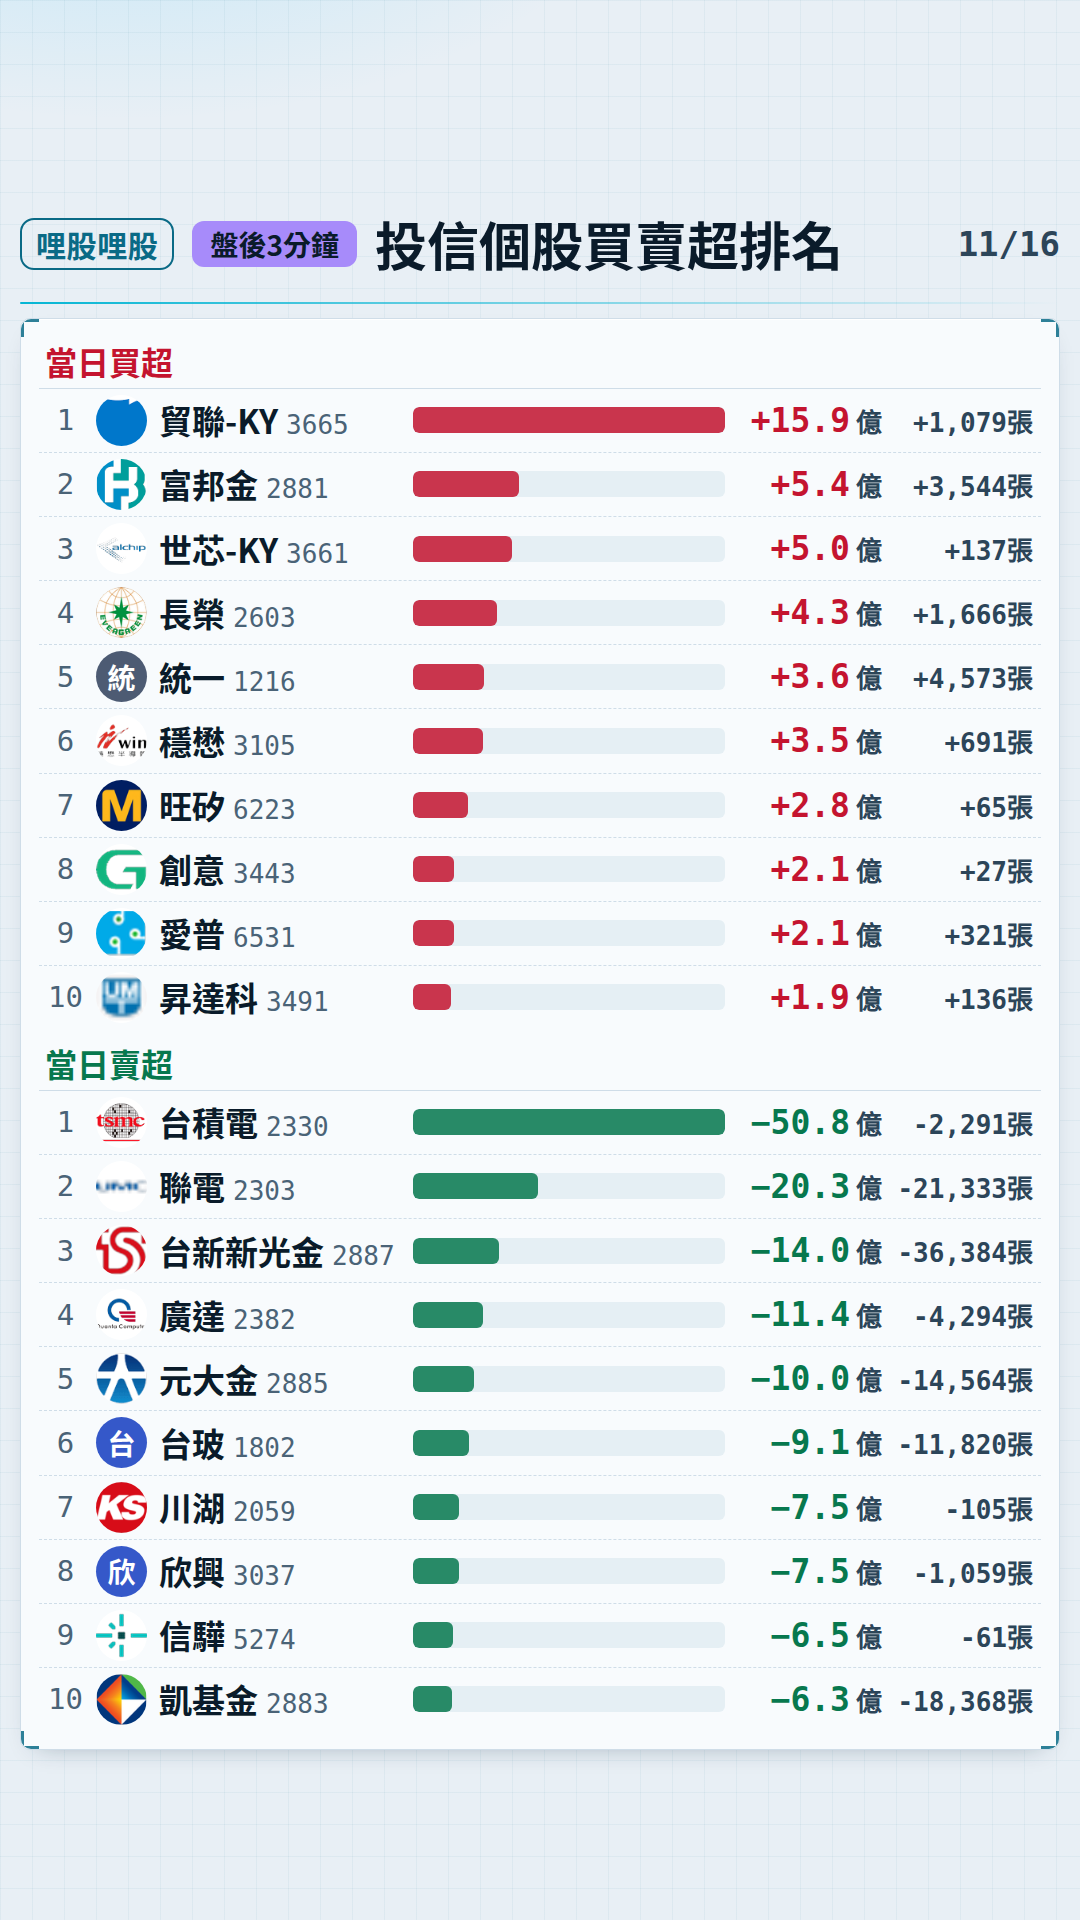 哩股哩股 盤後3分鐘 投信個股買賣超排名 11/16
當日買超
1 貿聯-KY 3665 +15.9 億 +1,079張
2 富邦金 2881 +5.4 億 +3,544張
3 alchip 世芯-KY 3661 +5.0 億 +137張
4 EVERGREEN 長榮 2603 +4.3 億 +1,666張
5 統 統一 1216 +3.6 億 +4,573張
6 win 穩懋 3105 +3.5 億 +691張
7 M 旺矽 6223 +2.8 億 +65張
8 G 創意 3443 +2.1 億 +27張
9 愛普 6531 +2.1 億 +321張
10 UMT 昇達科 3491 +1.9 億 +136張
當日賣超
1 tsmc 台積電 2330 −50.8 億 -2,291張
2 UMC 聯電 2303 −20.3 億 -21,333張
3 台新新光金 2887 −14.0 億 -36,384張
4 Quanta Computer 廣達 2382 −11.4 億 -4,294張
5 元大金 2885 −10.0 億 -14,564張
6 台 台玻 1802 −9.1 億 -11,820張
7 KS 川湖 2059 −7.5 億 -105張
8 欣 欣興 3037 −7.5 億 -1,059張
9 信驊 5274 −6.5 億 -61張
10 凱基金 2883 −6.3 億 -18,368張